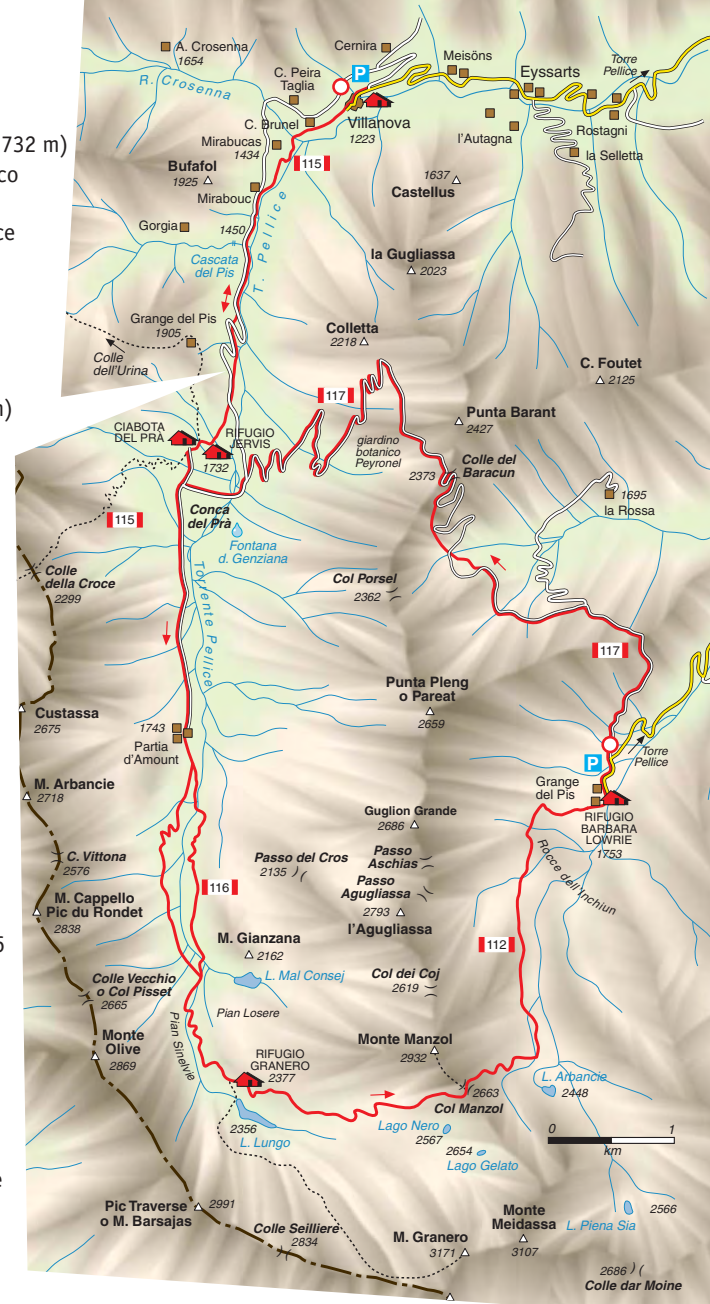 A. Crosenna
1654
Cernira
P
Meisöns
Torre
Pellice
Eyssarts
R. Crosenna
C. Peira
Taglia
C. Brunel
Villanova
1223
Rostagni
l'Autagna
la Selletta
732 m)
Mirabucas
1434
115
co
Bufafol
1925
1637
Castellus
Mirabouc
ce
Gorgia
1450
T. Pellice
Cascata
del Pis
la Gugliassa
2023
Grange del Pis
1905
Colletta
2218
Colle
dell'Urina
C. Foutet
2125
117
)
Punta Barant
2427
CIABOTA
DEL PRÀ
RIFUGIO
JERVIS
1732
giardino
botanico
Peyronel
2373
Colle del
Baracun
1695
la Rossa
115
Conca
del Prà
Fontana
d. Genziana
Colle
della Croce
2299
Torrente Pellice
Col Porsel
2362
117
Punta Pleng
o Pareat
2659
Custassa
2675
1743
Partia
d'Amount
P
Torre
Pellice
M. Arbancie
2718
Grange
del Pis
RIFUGIO
BARBARA
LOWRIE
1753
Guglion Grande
2686
C. Vittona
2576
Passo del Cros
2135
Passo
Aschias
Rocce dell'Inchiun
116
Passo
Agugliassa
M. Cappello
Pic du Rondet
2838
2793
l'Agugliassa
M. Gianzana
2162
112
Colle Vecchio
o Col Pisset
2665
L. Mal Consej
Col dei Coj
2619
Pian Losere
Pian Sinelvie
Monte
Olive
2869
Monte Manzol
2932
RIFUGIO
GRANERO
2377
2663
Col Manzol
L. Arbancie
2448
2356
L. Lungo
Lago Nero
2567
0
1
km
2654
Lago Gelato
e
Pic Traverse
o M. Barsajas
2991
Colle Seilliere
2834
M. Granero
3171
Monte
Meidassa
3107
L. Piena Sia
2566
2686
Colle dar Moine